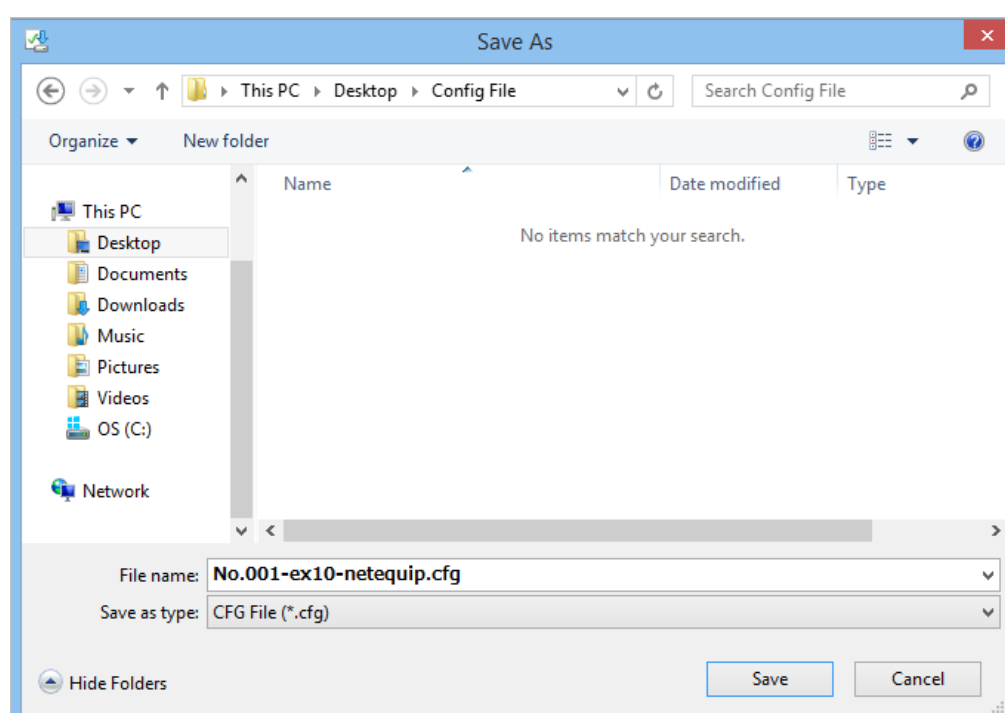 Save As
This PC Desktop Config File Search Config File
Organize New folder
Name Date modified Type
No items match your search.
This PC
Desktop
Documents
Downloads
Music
Pictures
Videos
OS (C:)
Network
File name: No.001-ex10-netequip.cfg
Save as type: CFG File (*.cfg)
Hide Folders Save Cancel